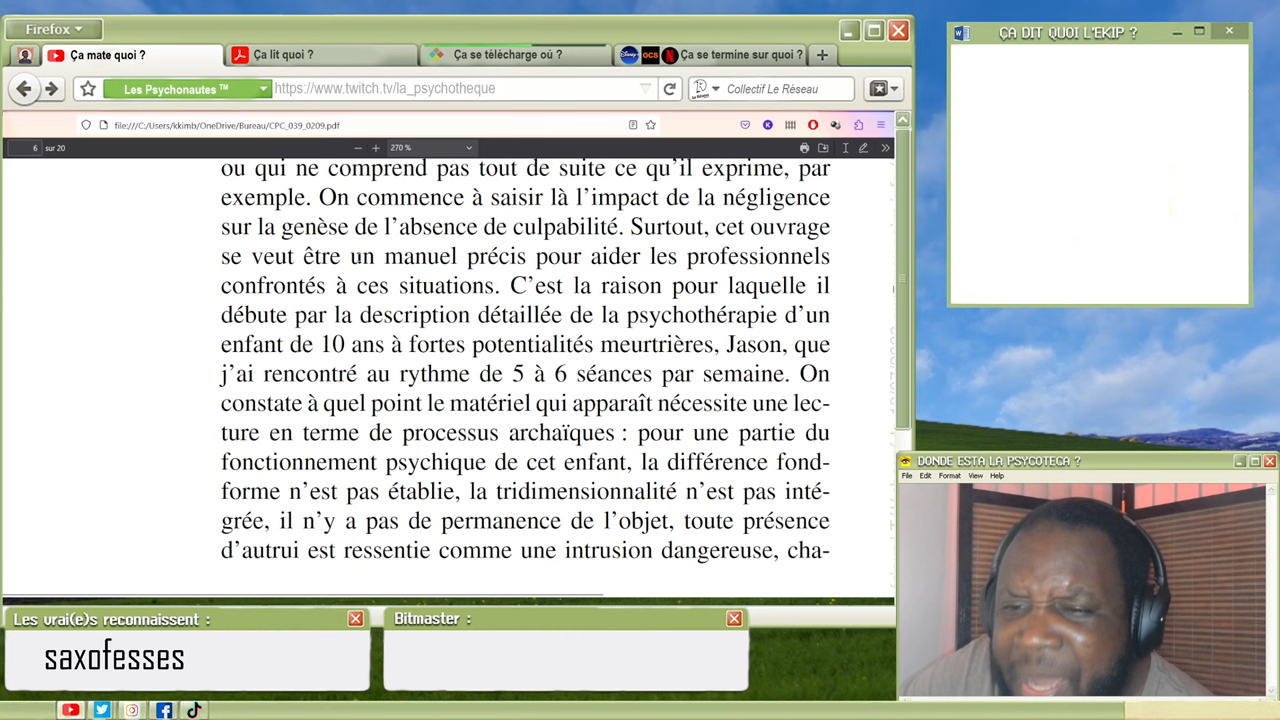 Firefox
ÇA DIT QUOI L'EKIP ?
Ça mate quoi ?
Ça lit quoi ?
Ça se télécharge où ?
Disney+
OCS
Ça se termine sur quoi ?
Les Psychonautes ™
https://www.twitch.tv/la_psychotheque
Collectif Le Réseau
file:///C:/Users/kkimb/OneDrive/Bureau/CPC_039_0209.pdf
6 sur 20
270 %
ou qui ne comprend pas tout de suite ce qu'il exprime, par
exemple. On commence à saisir là l'impact de la négligence
sur la genèse de l'absence de culpabilité. Surtout, cet ouvrage
se veut être un manuel précis pour aider les professionnels
confrontés à ces situations. C'est la raison pour laquelle il
débute par la description détaillée de la psychothérapie d'un
enfant de 10 ans à fortes potentialités meurtrières, Jason, que
j'ai rencontré au rythme de 5 à 6 séances par semaine. On
constate à quel point le matériel qui apparaît nécessite une lec-
ture en terme de processus archaïques : pour une partie du
fonctionnement psychique de cet enfant, la différence fond-
forme n'est pas établie, la tridimensionnalité n'est pas inté-
grée, il n'y a pas de permanence de l'objet, toute présence
d'autrui est ressentie comme une intrusion dangereuse, cha-
DONDE ESTA LA PSYCOTECA ?
File Edit Format View Help
Les vrai(e)s reconnaissent :
saxofesses
Bitmaster :